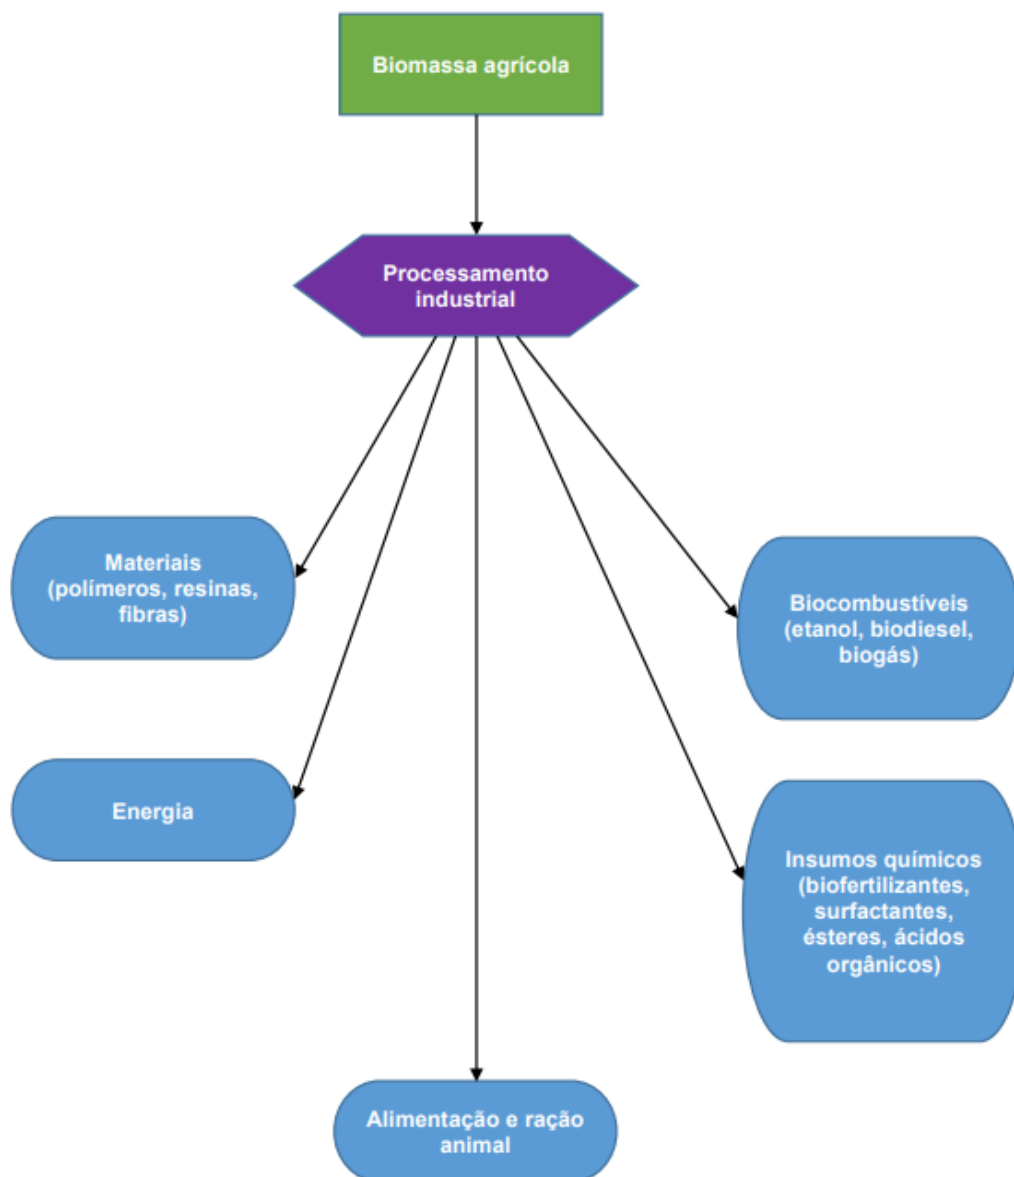 Biomassa agrícola
Processamento
industrial
Materiais
(polímeros, resinas,
fibras)
Biocombustíveis
(etanol, biodiesel,
biogás)
Energia
Insumos químicos
(biofertilizantes,
surfactantes,
ésteres, ácidos
orgânicos)
Alimentação e ração
animal